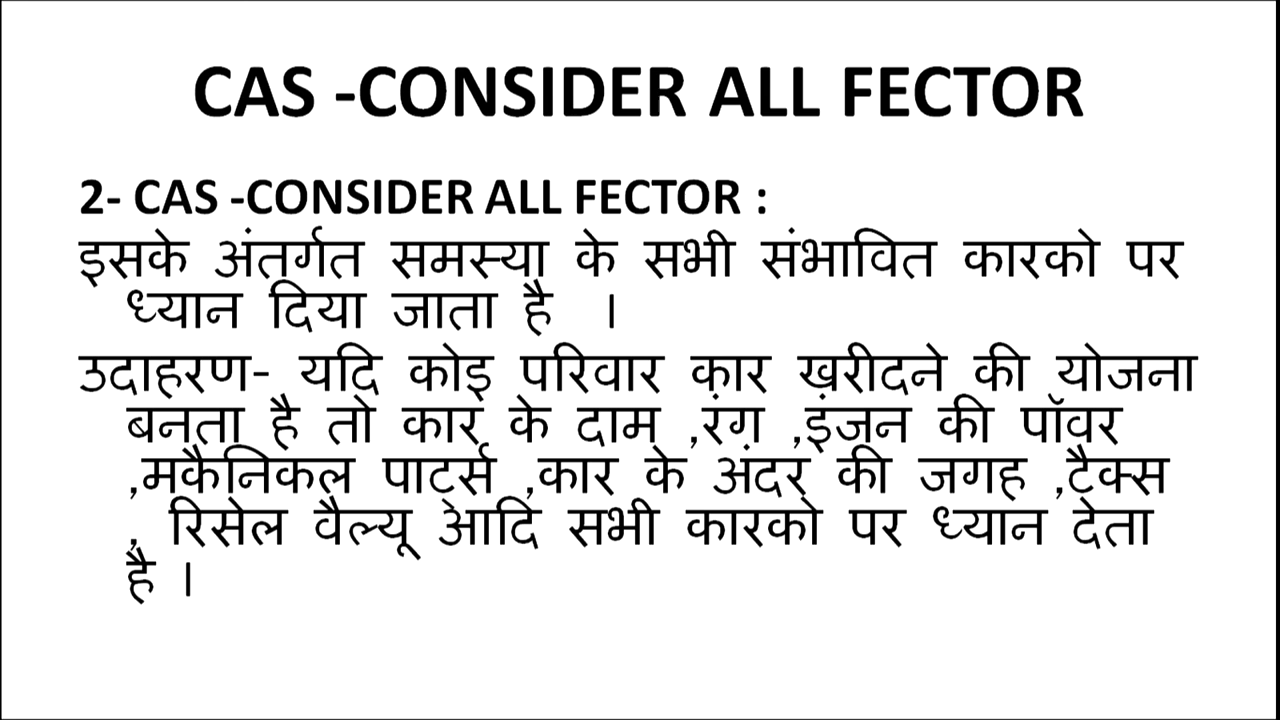 CAS -CONSIDER ALL FECTOR
2- CAS -CONSIDER ALL FECTOR :
इसके अंतर्गत समस्या के सभी संभावित कारको पर
ध्यान दिया जाता है ।
उदाहरण- यदि कोइ परिवार कार खरीदने की योजना
बनता है तो कार के दाम ,रंग ,इंजन की पॉवर
,मकैनिकल पाटर्स ,कार के अंदर की जगह ,टैक्स
, रिसेल वैल्यू आदि सभी कारको पर ध्यान देता
है ।